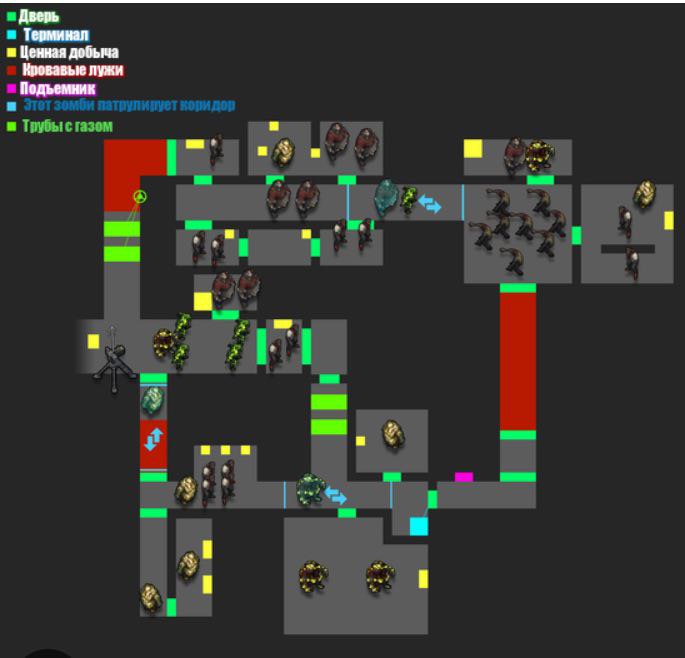 Дверь
Терминал
Ценная добыча
Кровавые лужи
Подъемник
Этот зомби патрулирует коридор
Трубы с газом